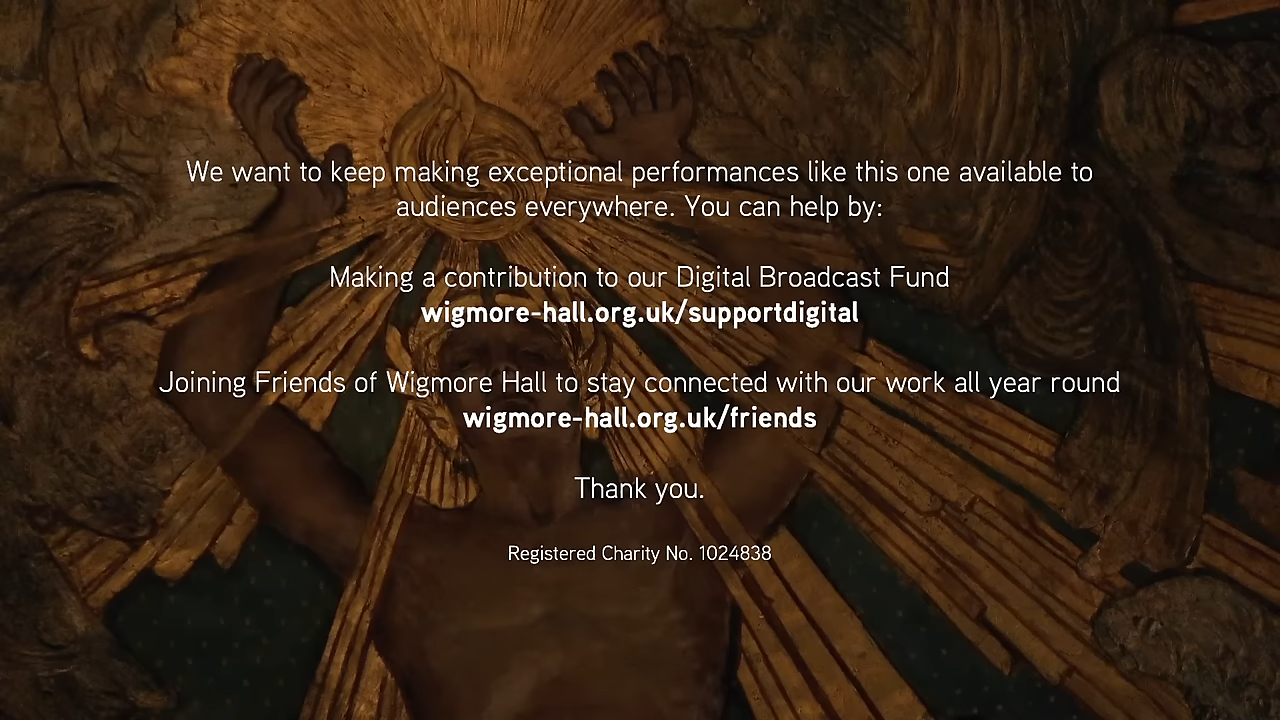 We want to keep making exceptional performances like this one available to
audiences everywhere. You can help by:
Making a contribution to our Digital Broadcast Fund
wigmore-hall.org.uk/supportdigital
Joining Friends of Wigmore Hall to stay connected with our work all year round
wigmore-hall.org.uk/friends
Thank you.
Registered Charity No. 1024838